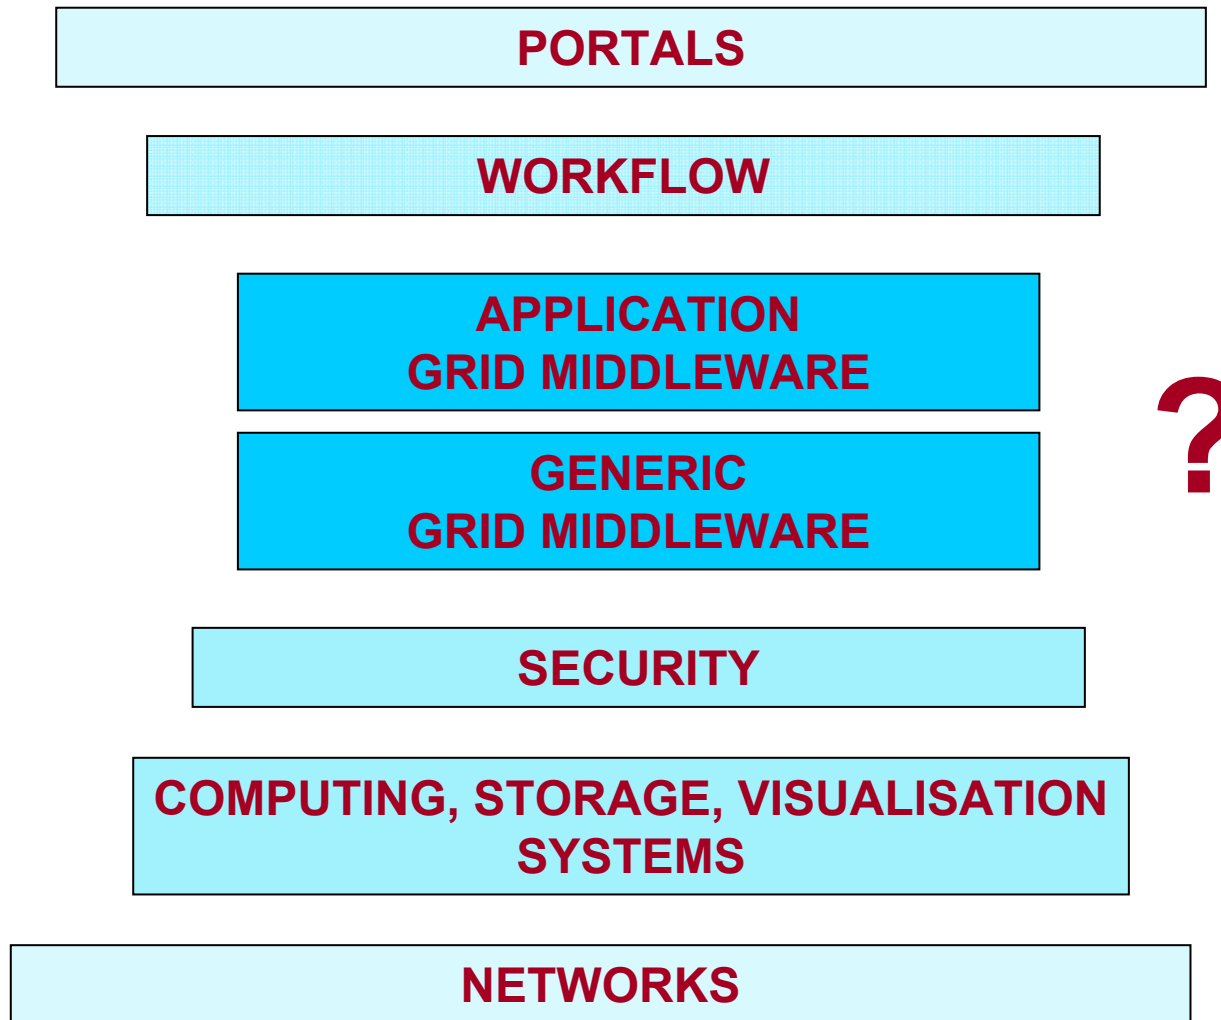 PORTALS
WORKFLOW
APPLICATION
GRID MIDDLEWARE
?
GENERIC
GRID MIDDLEWARE
SECURITY
COMPUTING, STORAGE, VISUALISATION
SYSTEMS
NETWORKS